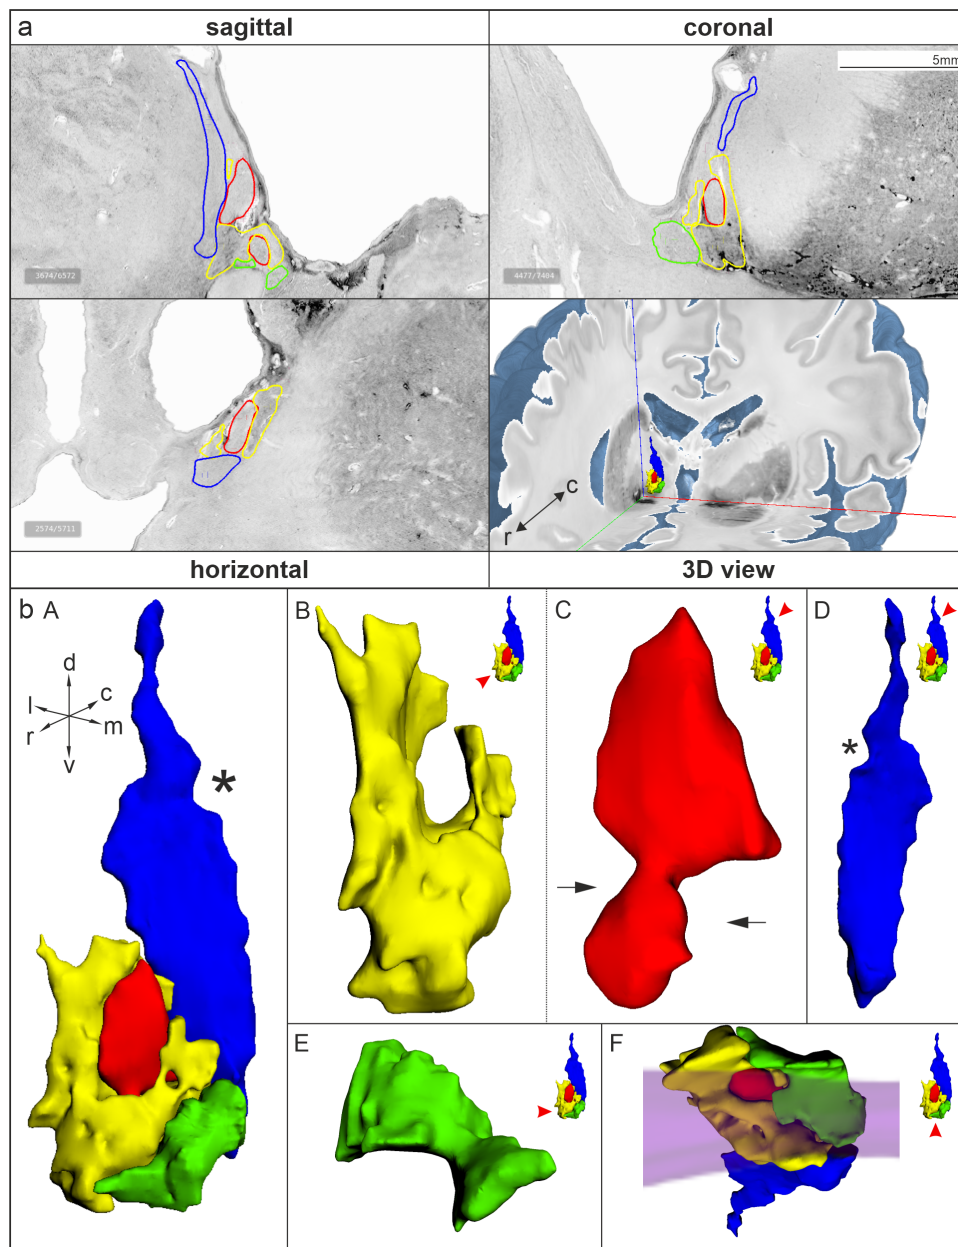 a
sagittal
coronal
5mm
3674/6572
4477/7404
2574/5711
c
r
horizontal
3D view
b A
B
C
D
d
l
c
r
m
v
*
*
E
F